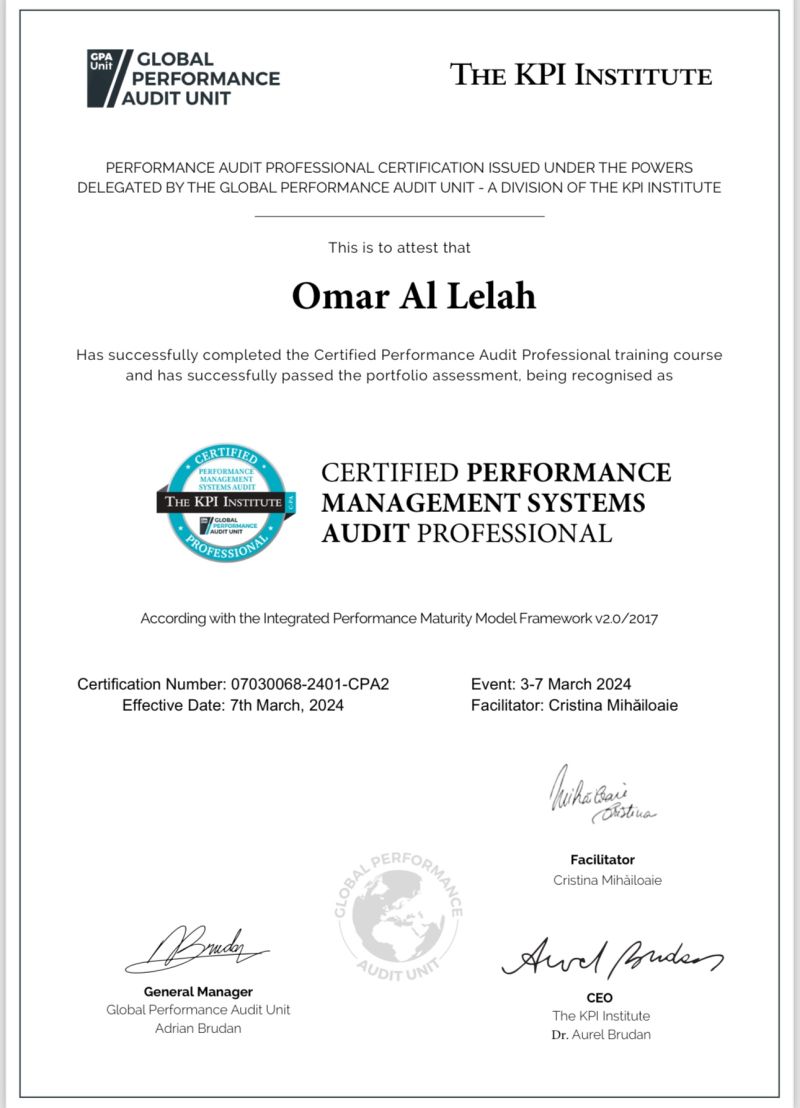 GPA
Unit
GLOBAL
PERFORMANCE
AUDIT UNIT
THE KPI INSTITUTE
PERFORMANCE AUDIT PROFESSIONAL CERTIFICATION ISSUED UNDER THE POWERS
DELEGATED BY THE GLOBAL PERFORMANCE AUDIT UNIT - A DIVISION OF THE KPI INSTITUTE
This is to attest that
Omar Al Lelah
Has successfully completed the Certified Performance Audit Professional training course
and has successfully passed the portfolio assessment, being recognised as
CERTIFIED
PERFORMANCE
MANAGEMENT
SYSTEMS AUDIT
THE KPI INSTITUTE
CPA
GPA
Unit
GLOBAL
PERFORMANCE
AUDIT UNIT
PROFESSIONAL
CERTIFIED PERFORMANCE
MANAGEMENT SYSTEMS
AUDIT PROFESSIONAL
According with the Integrated Performance Maturity Model Framework v2.0/2017
Certification Number: 07030068-2401-CPA2
Effective Date: 7th March, 2024
Event: 3-7 March 2024
Facilitator: Cristina Mihăiloaie
Mihăiloaie
Cristina
Facilitator
Cristina Mihăiloaie
GLOBAL PERFORMANCE
AUDIT UNIT
ABrudan
General Manager
Global Performance Audit Unit
Adrian Brudan
Aurel Brudan
CEO
The KPI Institute
Dr. Aurel Brudan